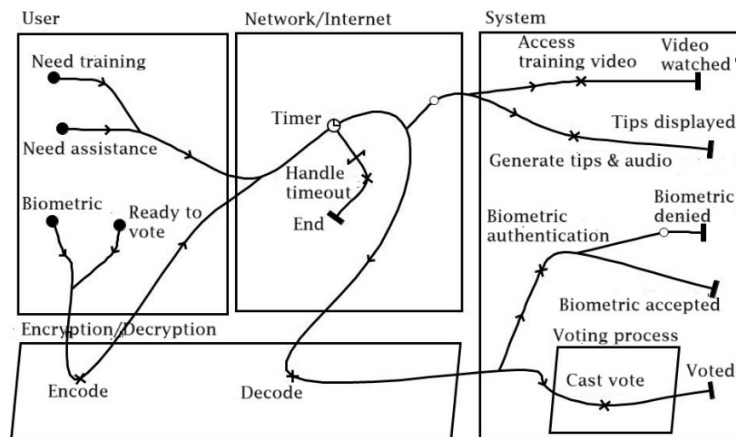 User
Network/Internet
System
Need training
Need assistance
Biometric
Ready to
vote
Timer
Handle
timeout
End
Access
training video
Video
watched
Tips displayed
Generate tips & audio
Biometric
authentication
Biometric
denied
Biometric accepted
Encryption/Decryption
Encode
Decode
Voting process
Cast vote
Voted